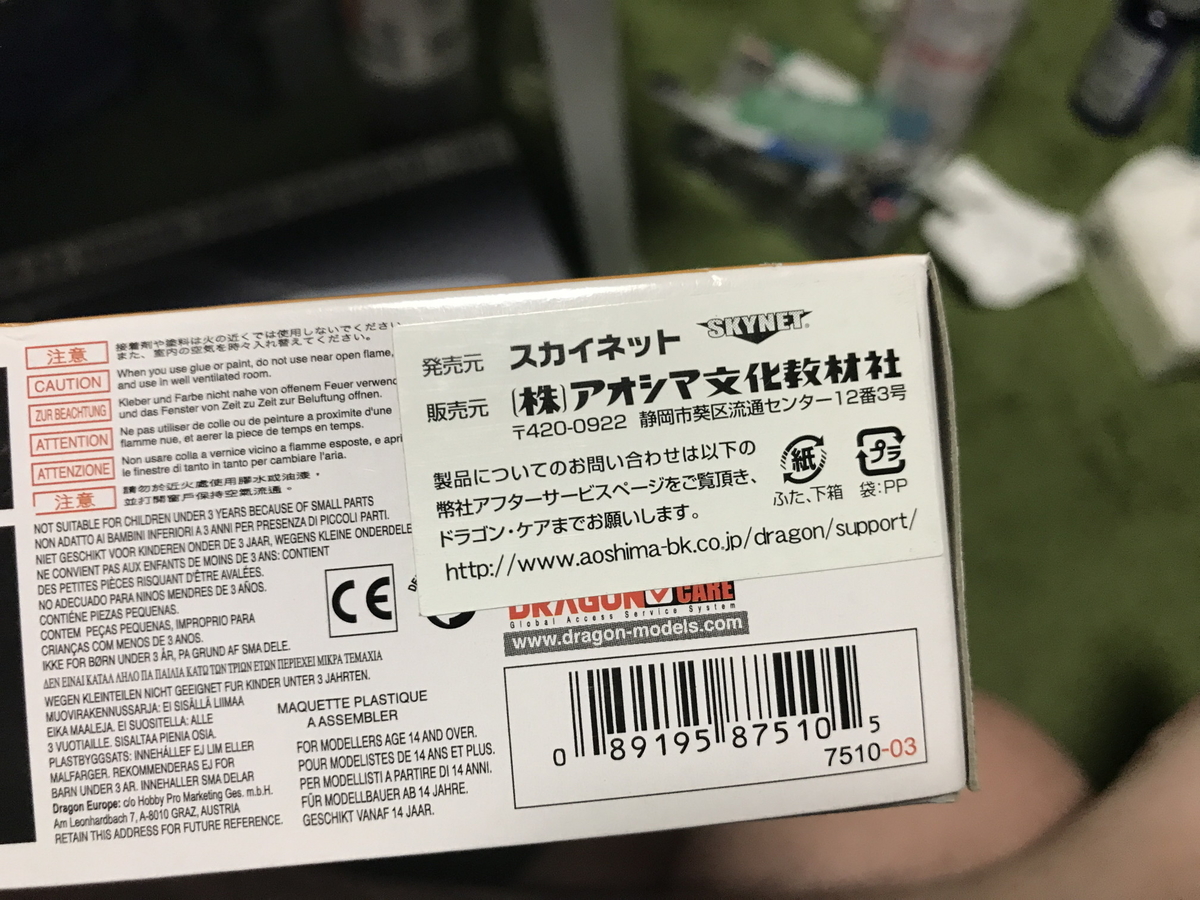 注意
接着剤や塗料は火の近くでは使用しないでください
また、室内の空気を時々入れ替えてください。
CAUTION
When you use glue or paint, do not use near open flame,
and use in well ventilated room.
ZUR BEACHTUNG
Kleber und Farbe nicht nahe von offenem Feuer verwend
und das Fenster von Zeit zu Zeit zur Beluftung offnen.
ATTENTION
Ne pas utiliser de colle ou de peinture a proximite d'une
flamme nue, et aerer la piece de temps en temps.
ATTENZIONE
Non usare colla a vernice vicino a fiamme esposte, e apri
le finestre di tanto in tanto per cambiare l'aria.
注意
請勿於近火處使用膠水或油漆，
並打開窗戶保持空氣流通。
NOT SUITABLE FOR CHILDREN UNDER 3 YEARS BECAUSE OF SMALL PARTS
NON ADATTO AI BAMBINI INFERIORI A 3 ANNI PER PRESENZA DI PICCOLI PARTI.
NIET GESCHIKT VOOR KINDEREN ONDER DE 3 JAAR, WEGENS KLEINE ONDERDELE
NE CONVIENT PAS AUX ENFANTS DE MOINS DE 3 ANS: CONTIENT
DES PETITES PIÈCES RISQUANT D'ÊTRE AVALÉES.
NO ADECUADO PARA NINOS MENDRES DE 3 AÑOS.
CONTIÉNE PIEZAS PEQUENAS.
CONTEM PEÇAS PEQUENAS, IMPROPRIO PARA
CRIANÇAS COM MENOS DE 3 ANOS.
IKKE FOR BØRN UNDER 3 ÅR, PA GRUND AF SMA DELE.
ΔΕΝ ΕΙΝΑΙ ΚΑΤΑΛΛΗΛΟ ΠΑ ΠΑΙΔΙΑ ΚΑΤΩ ΤΩΝ ΤΡΙΩΝ ΕΤΩΝ ΠΕΡΙΕΧΕΙ ΜΙΚΡΑ ΤΕΜΑΧΙΑ
WEGEN KLEINTEILEN NICHT GEEIGNET FUR KINDER UNTER 3 JAHRTEN.
MUOVIRAKENNUSSARJA: EI SISÄLLÄ LIIMAA
EIKA MAALEJA. EI SUOSITELLA: ALLE
3 VUOTIAILLE. SISALTAA PIENIA OSIA.
PLASTBYGGSATS: INNEHÅLLEF EJ LIM ELLER
MALFARGER. REKOMMENDERAS EJ FOR
BARN UNDER 3 AR. INNEHALLER SMA DELAR
Dragon Europe: c/o Hobby Pro Marketing Ges. m.b.H.
Am Leonhardbach 7, A-8010 GRAZ, AUSTRIA
RETAIN THIS ADDRESS FOR FUTURE REFERENCE.
CE
MAQUETTE PLASTIQUE
A ASSEMBLER
FOR MODELLERS AGE 14 AND OVER.
POUR MODELISTES DE 14 ANS ET PLUS.
PER MODELLISTI A PARTIRE DI 14 ANNI.
FÜR MODELLBAUER AB 14 JAHRE.
GESCHIKT VANAF 14 JAAR.
発売元 スカイネット SKYNET
販売元 (株)アオシマ文化教材社
〒420-0922 静岡市葵区流通センター12番3号
製品についてのお問い合わせは以下の
弊社アフターサービスページをご覧頂き、
ドラゴン・ケアまでお願いします。
http://www.aoshima-bk.co.jp/dragon/support/
紙
ふた、下箱
プラ
袋:PP
DRAGON CARE
Global Access Service System
www.dragon-models.com
0 89195 87510 5
7510-03